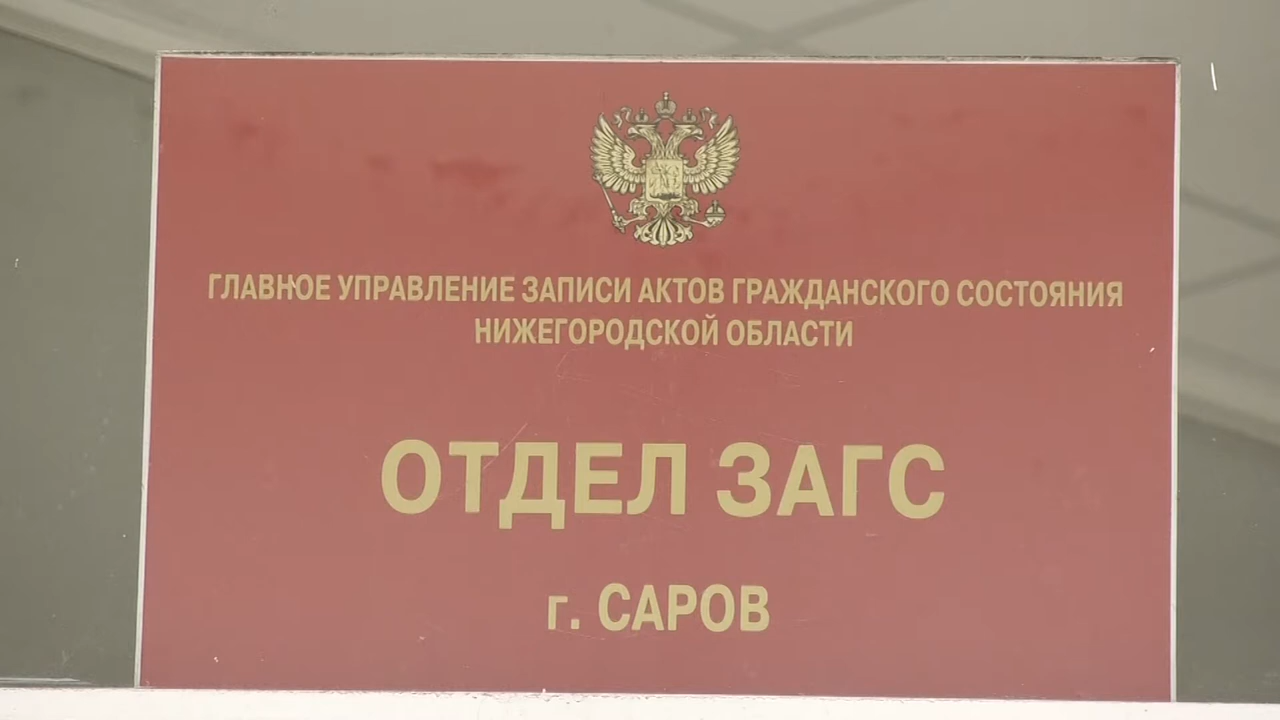 ГЛАВНОЕ УПРАВЛЕНИЕ ЗАПИСИ АКТОВ ГРАЖДАНСКОГО СОСТОЯНИЯ
НИЖЕГОРОДСКОЙ ОБЛАСТИ
ОТДЕЛ ЗАГС
г. САРОВ